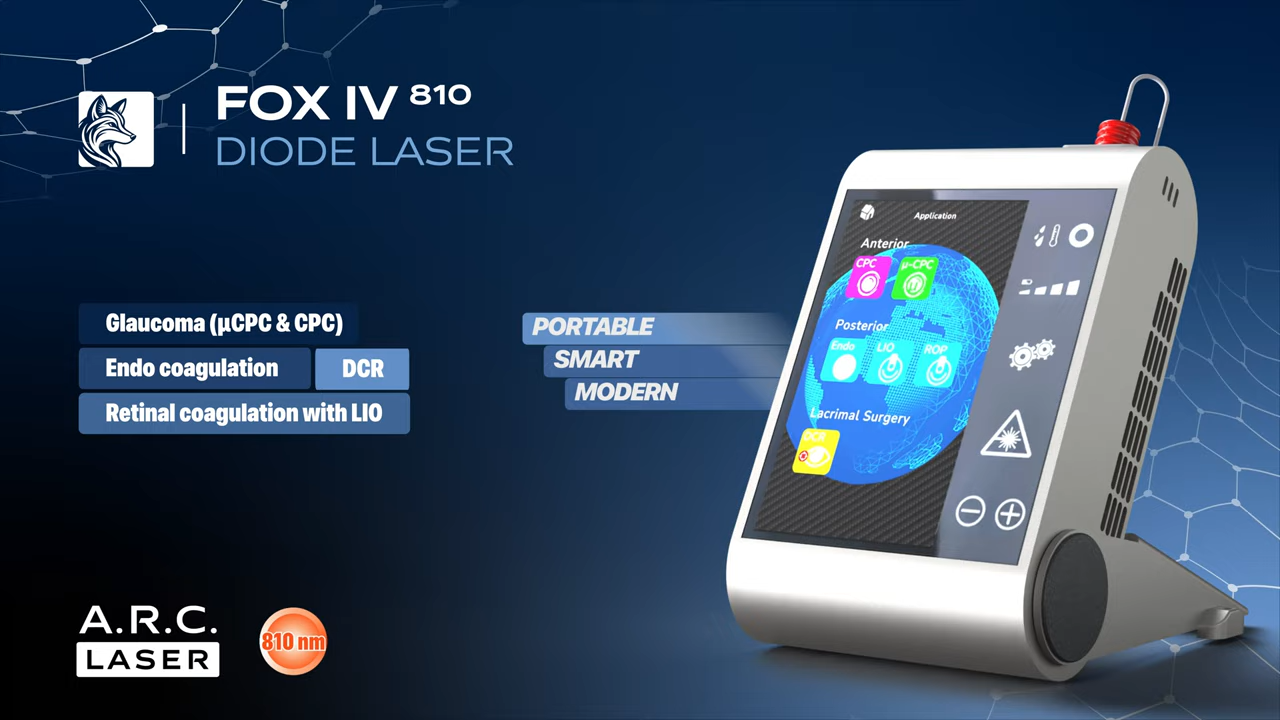 FOX IV 810
DIODE LASER
Glaucoma (µCPC & CPC)
Endo coagulation
DCR
Retinal coagulation with LIO
PORTABLE
SMART
MODERN
Application
Anterior
CPC
µ-CPC
Posterior
Endo
LIO
ROP
Lacrimal Surgery
DCR
A.R.C.
LASER
810 nm